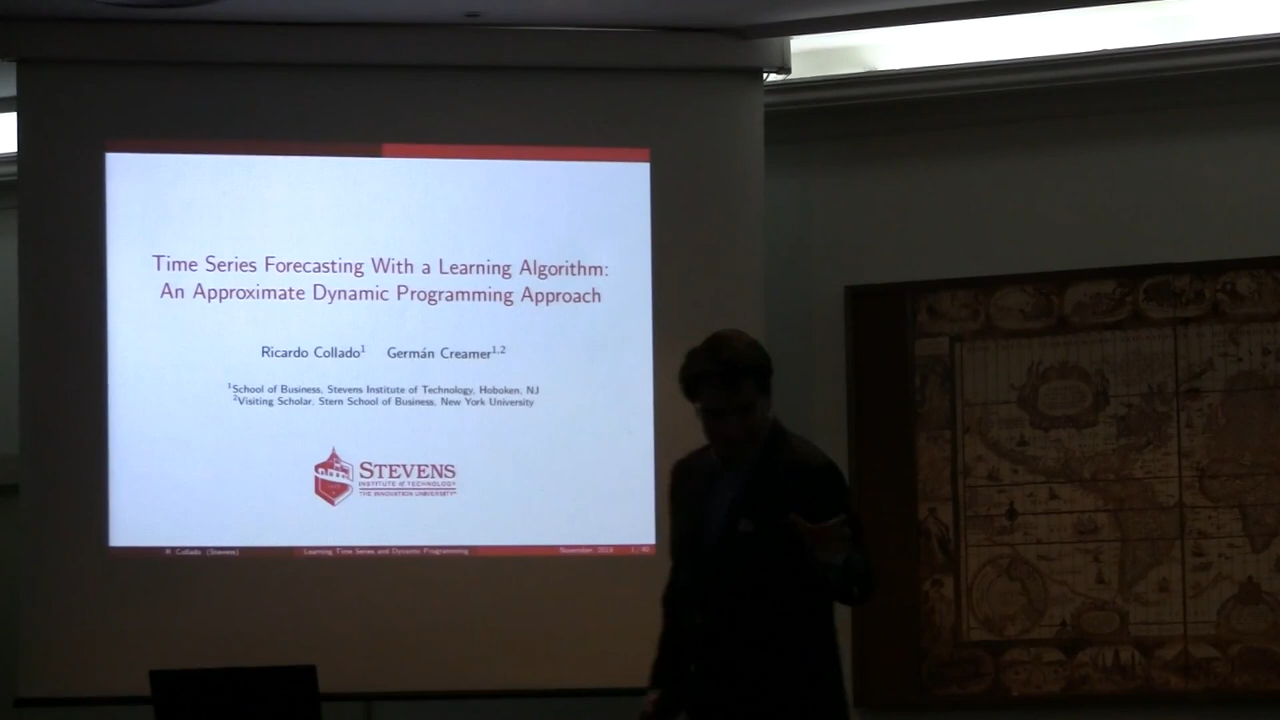 Time Series Forecasting With a Learning Algorithm:
An Approximate Dynamic Programming Approach
Ricardo Collado¹ Germán Creamer¹,²
¹School of Business, Stevens Institute of Technology, Hoboken, NJ
²Visiting Scholar, Stern School of Business, New York University
STEVENS
INSTITUTE of TECHNOLOGY
THE INNOVATION UNIVERSITY
R. Collado (Stevens) Learning Time Series and Dynamic Programming November, 2014 1 / 40